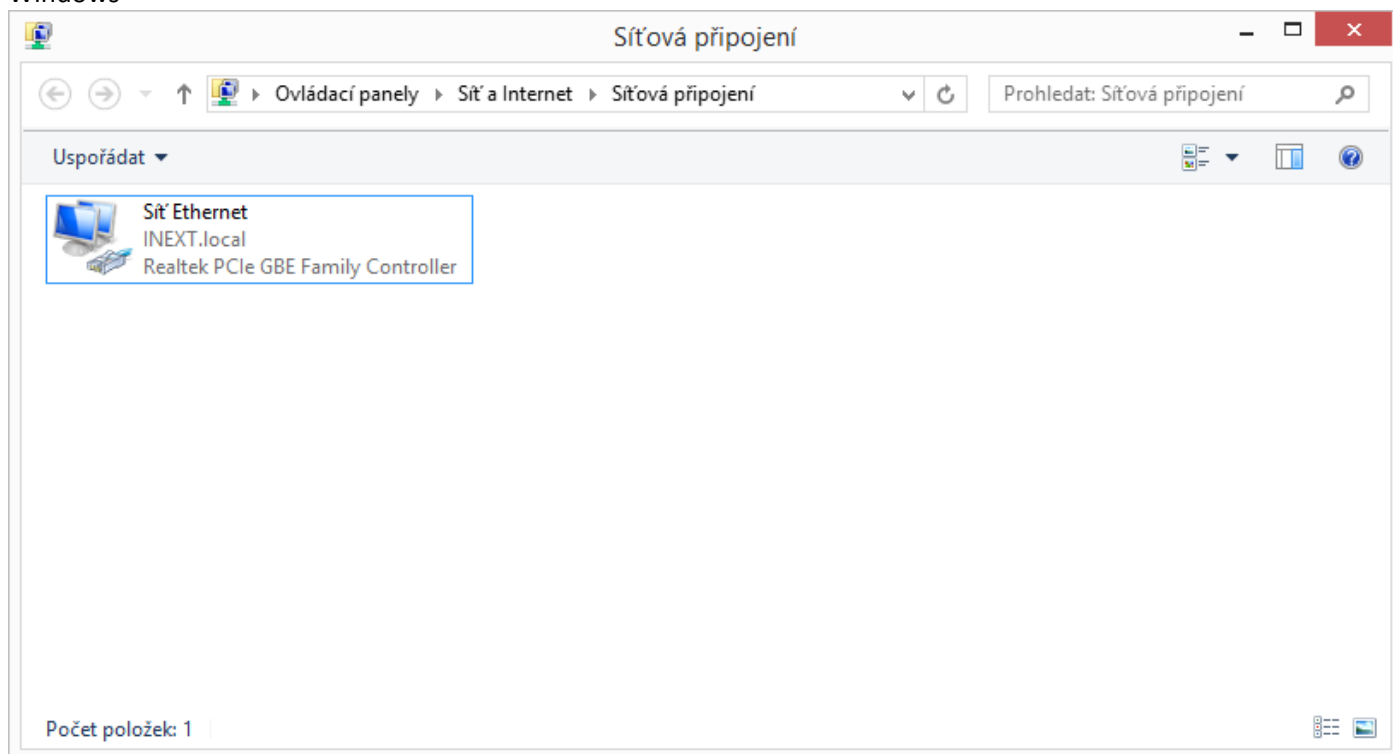 Windows
Síťová připojení
Ovládací panely Síť a Internet Síťová připojení
Prohledat: Síťová připojení
Uspořádat
Síť Ethernet
INEXT.local
Realtek PCIe GBE Family Controller
Počet položek: 1